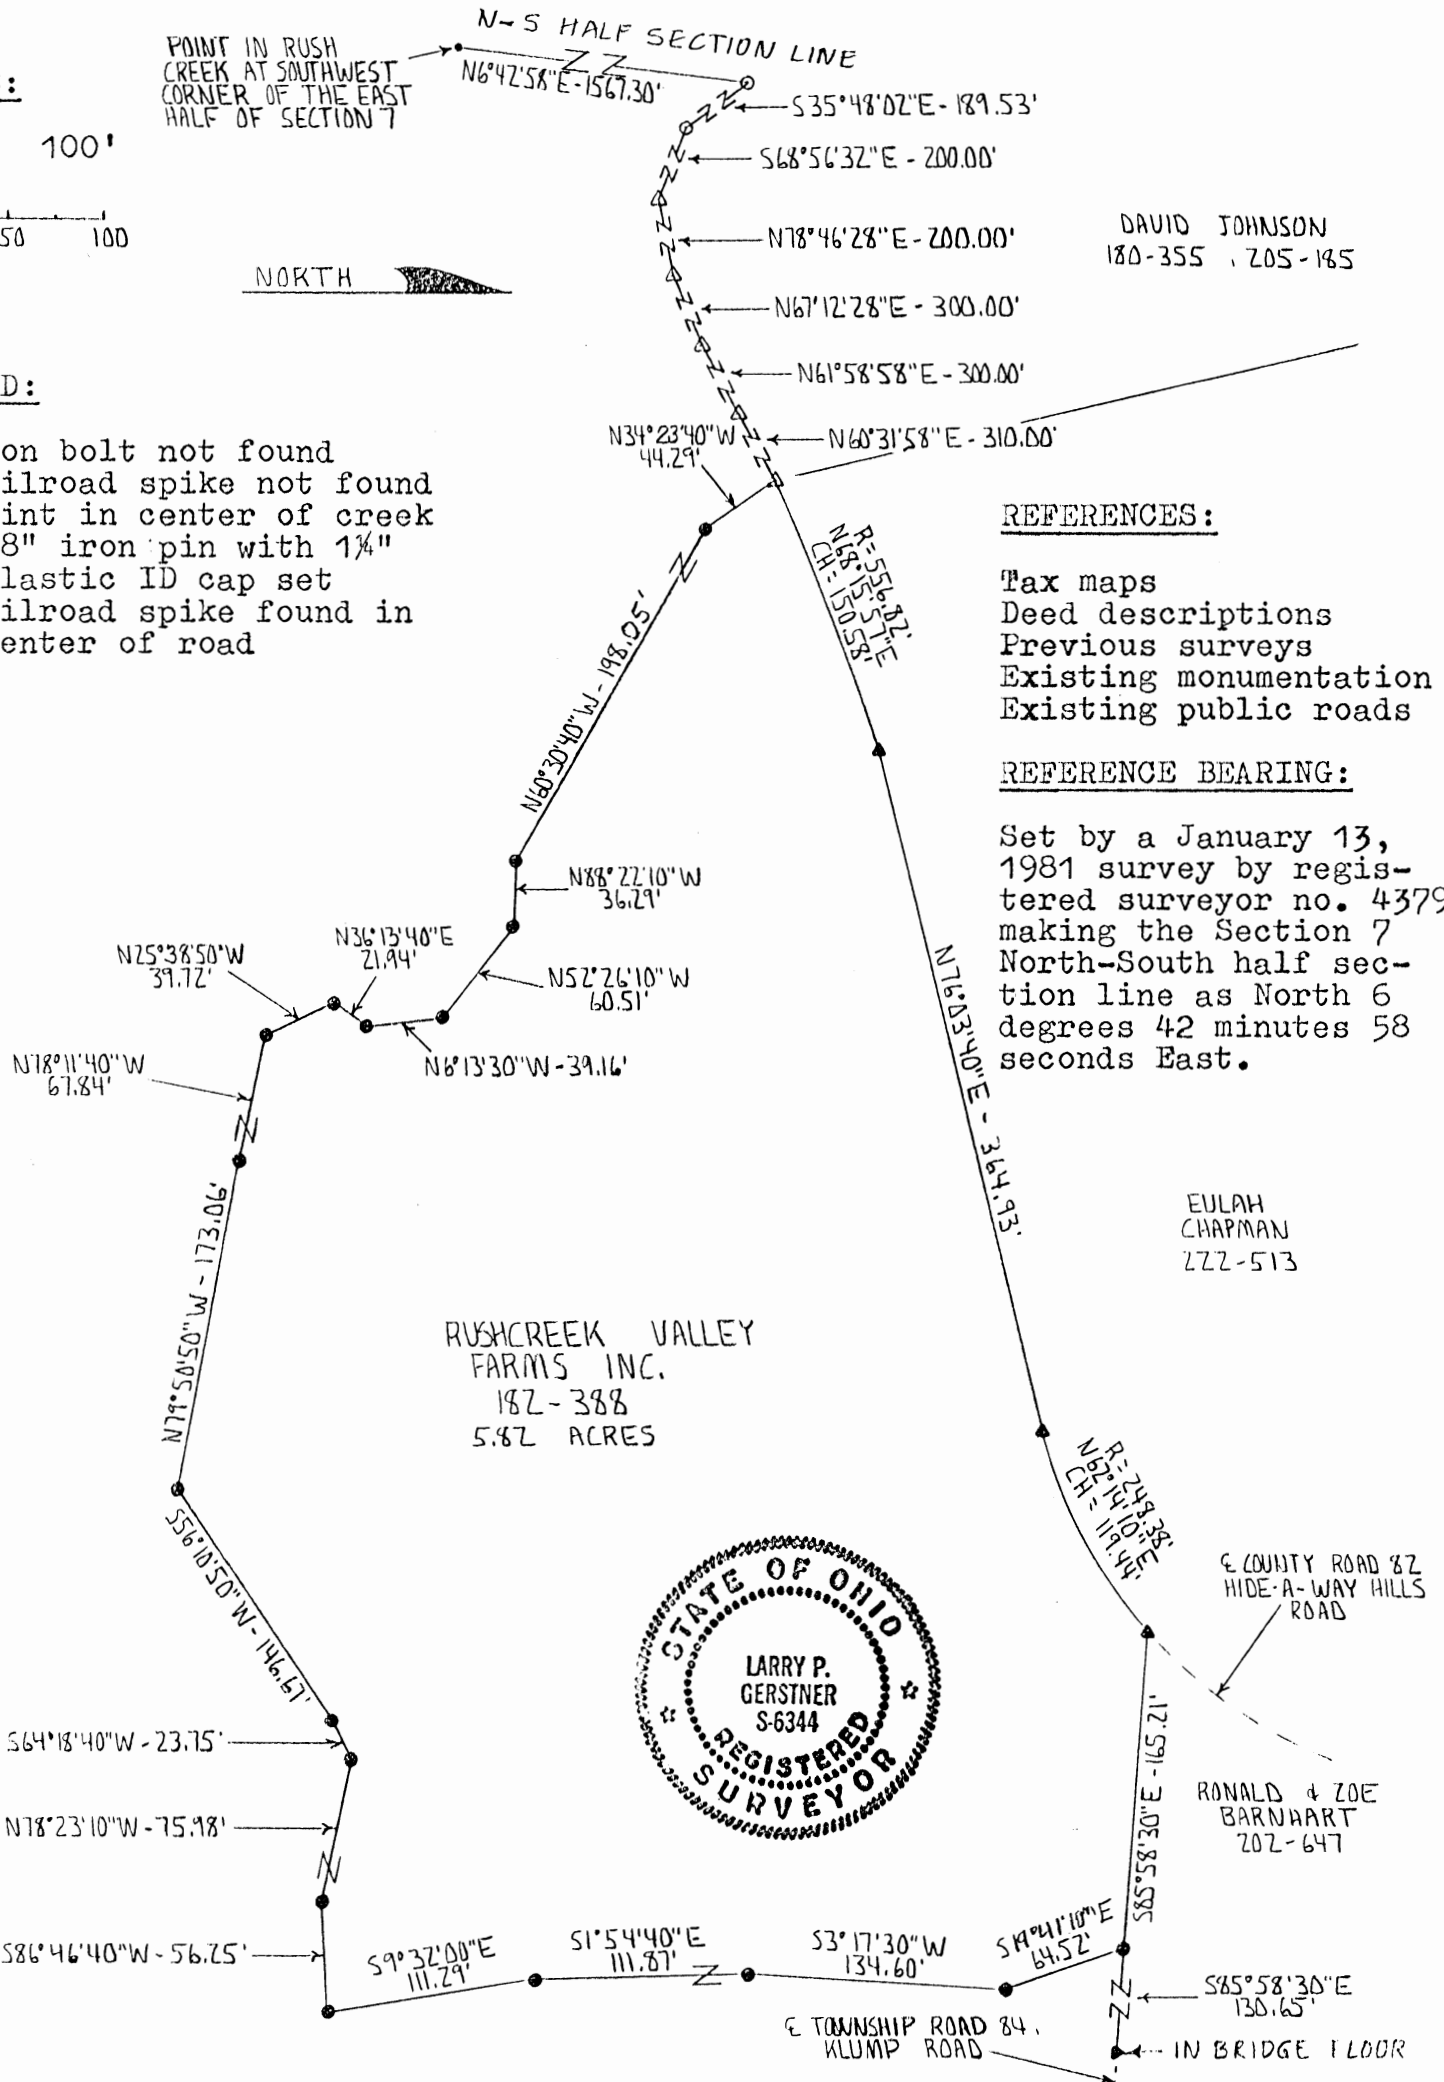 N-S HALF SECTION LINE
POINT IN RUSH
CREEK AT SOUTHWEST
CORNER OF THE EAST
HALF OF SECTION 7
N6°42'58"E-1567.30'
:
100'
50 100
NORTH
S35°48'02"E-189.53'
S68°56'32"E-200.00'
N78°46'28"E-200.00'
N67°12'28"E-300.00'
N61°58'58"E-300.00'
N60°31'58"E-310.00'
DAVID JOHNSON
180-355, 205-185
D:
on bolt not found
ilroad spike not found
int in center of creek
8" iron pin with 1¼"
lastic ID cap set
ilroad spike found in
enter of road
N34°23'40"W
44.29'
R=556.82'
N68°15'57"E
CH=150.58'
REFERENCES:
Tax maps
Deed descriptions
Previous surveys
Existing monumentation
Existing public roads
REFERENCE BEARING:
Set by a January 13,
1981 survey by regis-
tered surveyor no. 4379
making the Section 7
North-South half sec-
tion line as North 6
degrees 42 minutes 58
seconds East.
N60°30'40"W-198.05'
N88°22'10"W
36.29'
N52°26'10"W
60.51'
N36°13'40"E
21.94'
N25°38'50"W
39.72'
N6°13'30"W-39.16'
N78°11'40"W
67.84'
N79°50'50"W-173.06'
N76°03'40"E-364.93'
EULAH
CHAPMAN
222-513
RUSHCREEK VALLEY
FARMS INC.
182-388
5.82 ACRES
R=248.38'
N62°14'10"E
CH=119.44'
℄ COUNTY ROAD 82
HIDE-A-WAY HILLS
ROAD
S56°10'50"W-146.67'
STATE OF OHIO
LARRY P.
GERSTNER
S-6344
REGISTERED
SURVEYOR
S64°18'40"W-23.75'
N78°23'10"W-75.98'
S86°46'40"W-56.25'
S85°58'30"E-165.21'
RONALD & ZOE
BARNHART
202-647
S9°32'00"E
111.29'
S1°54'40"E
111.87'
S3°17'30"W
134.60'
S19°41'10"E
64.52'
S85°58'30"E
130.65'
℄ TOWNSHIP ROAD 84,
KLUMP ROAD
IN BRIDGE FLOOR